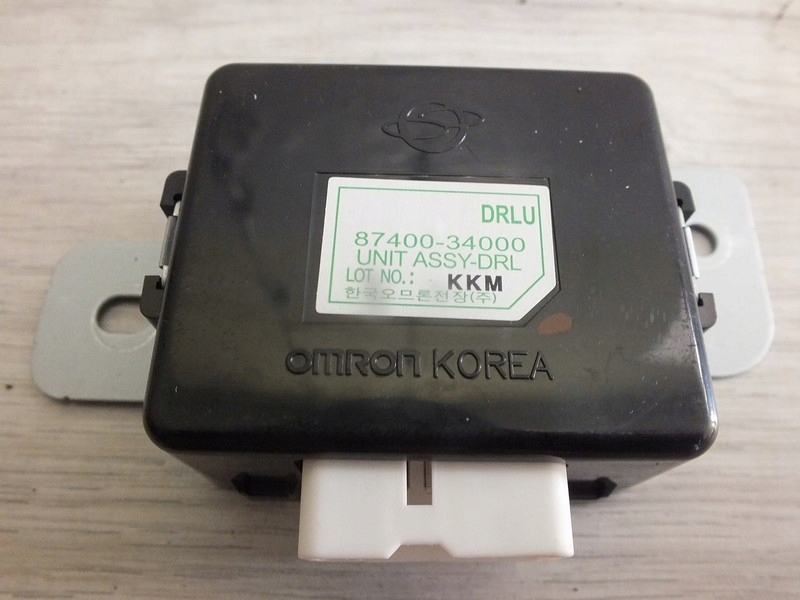 DRLU
87400-34000
UNIT ASSY-DRL
LOT NO.: KKM
한국오므론전장(주)
omron KOREA